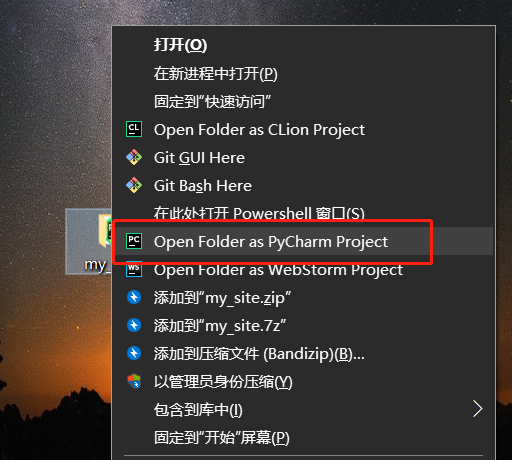 打开(O)
在新进程中打开(P)
固定到“快速访问”
CL Open Folder as CLion Project
Git GUI Here
Git Bash Here
在此处打开 Powershell 窗口(S)
PC Open Folder as PyCharm Project
my_
WS Open Folder as WebStorm Project
添加到“my_site.zip”
添加到“my_site.7z”
添加到压缩文件 (Bandizip)(B)...
以管理员身份压缩(Y)
包含到库中(I)
固定到“开始”屏幕(P)